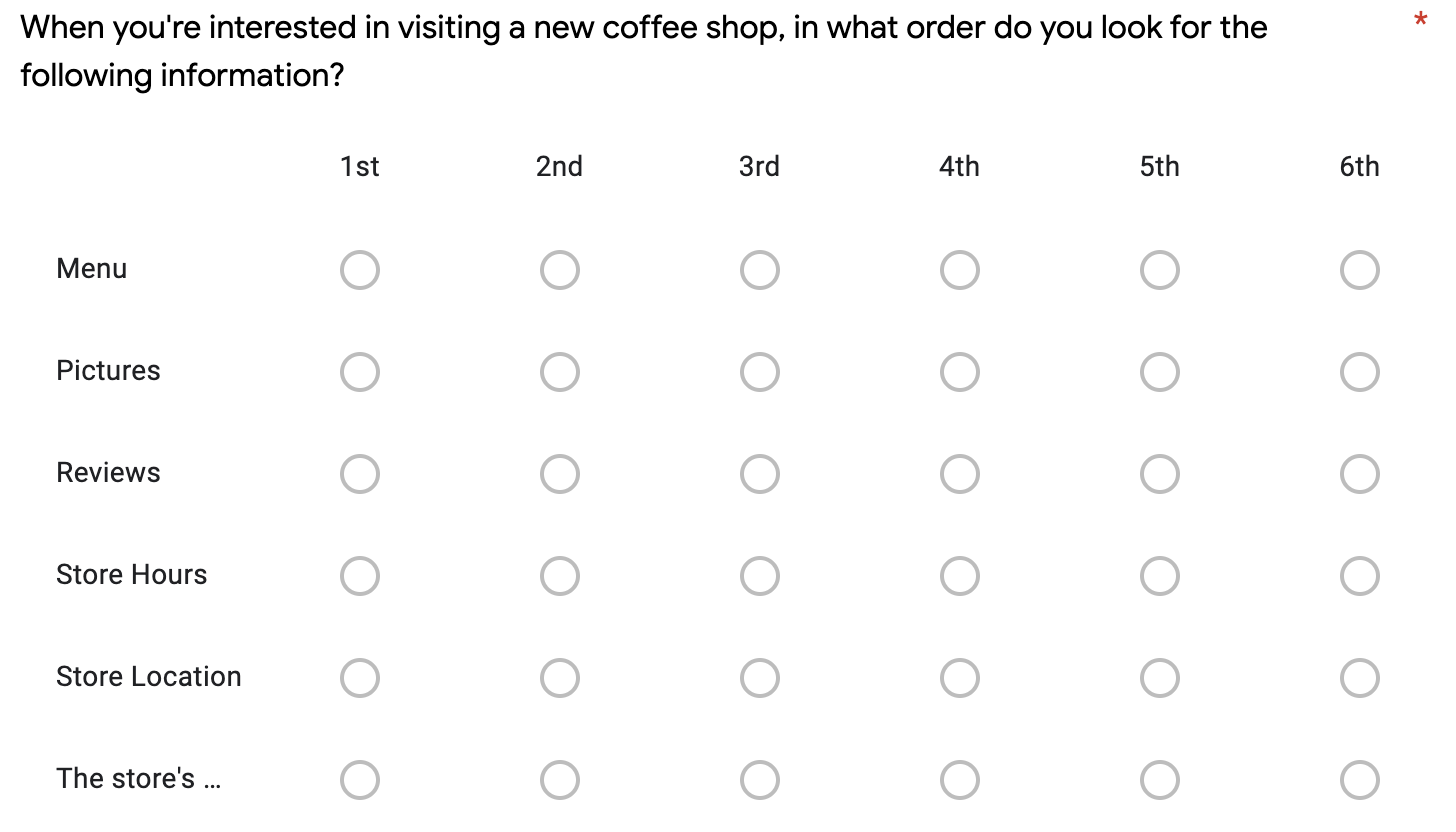 When you're interested in visiting a new coffee shop, in what order do you look for the *
following information?
1st 2nd 3rd 4th 5th 6th
Menu
Pictures
Reviews
Store Hours
Store Location
The store's ...